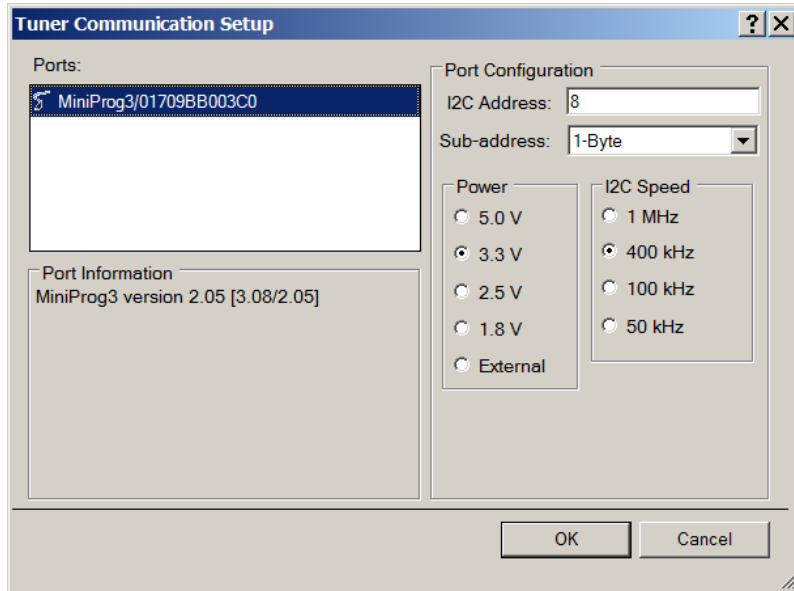 Tuner Communication Setup
Ports:
MiniProg3/01709BB003C0
Port Information
MiniProg3 version 2.05 [3.08/2.05]
Port Configuration
I2C Address: 8
Sub-address: 1-Byte
Power
5.0 V
3.3 V
2.5 V
1.8 V
External
I2C Speed
1 MHz
400 kHz
100 kHz
50 kHz
OK
Cancel